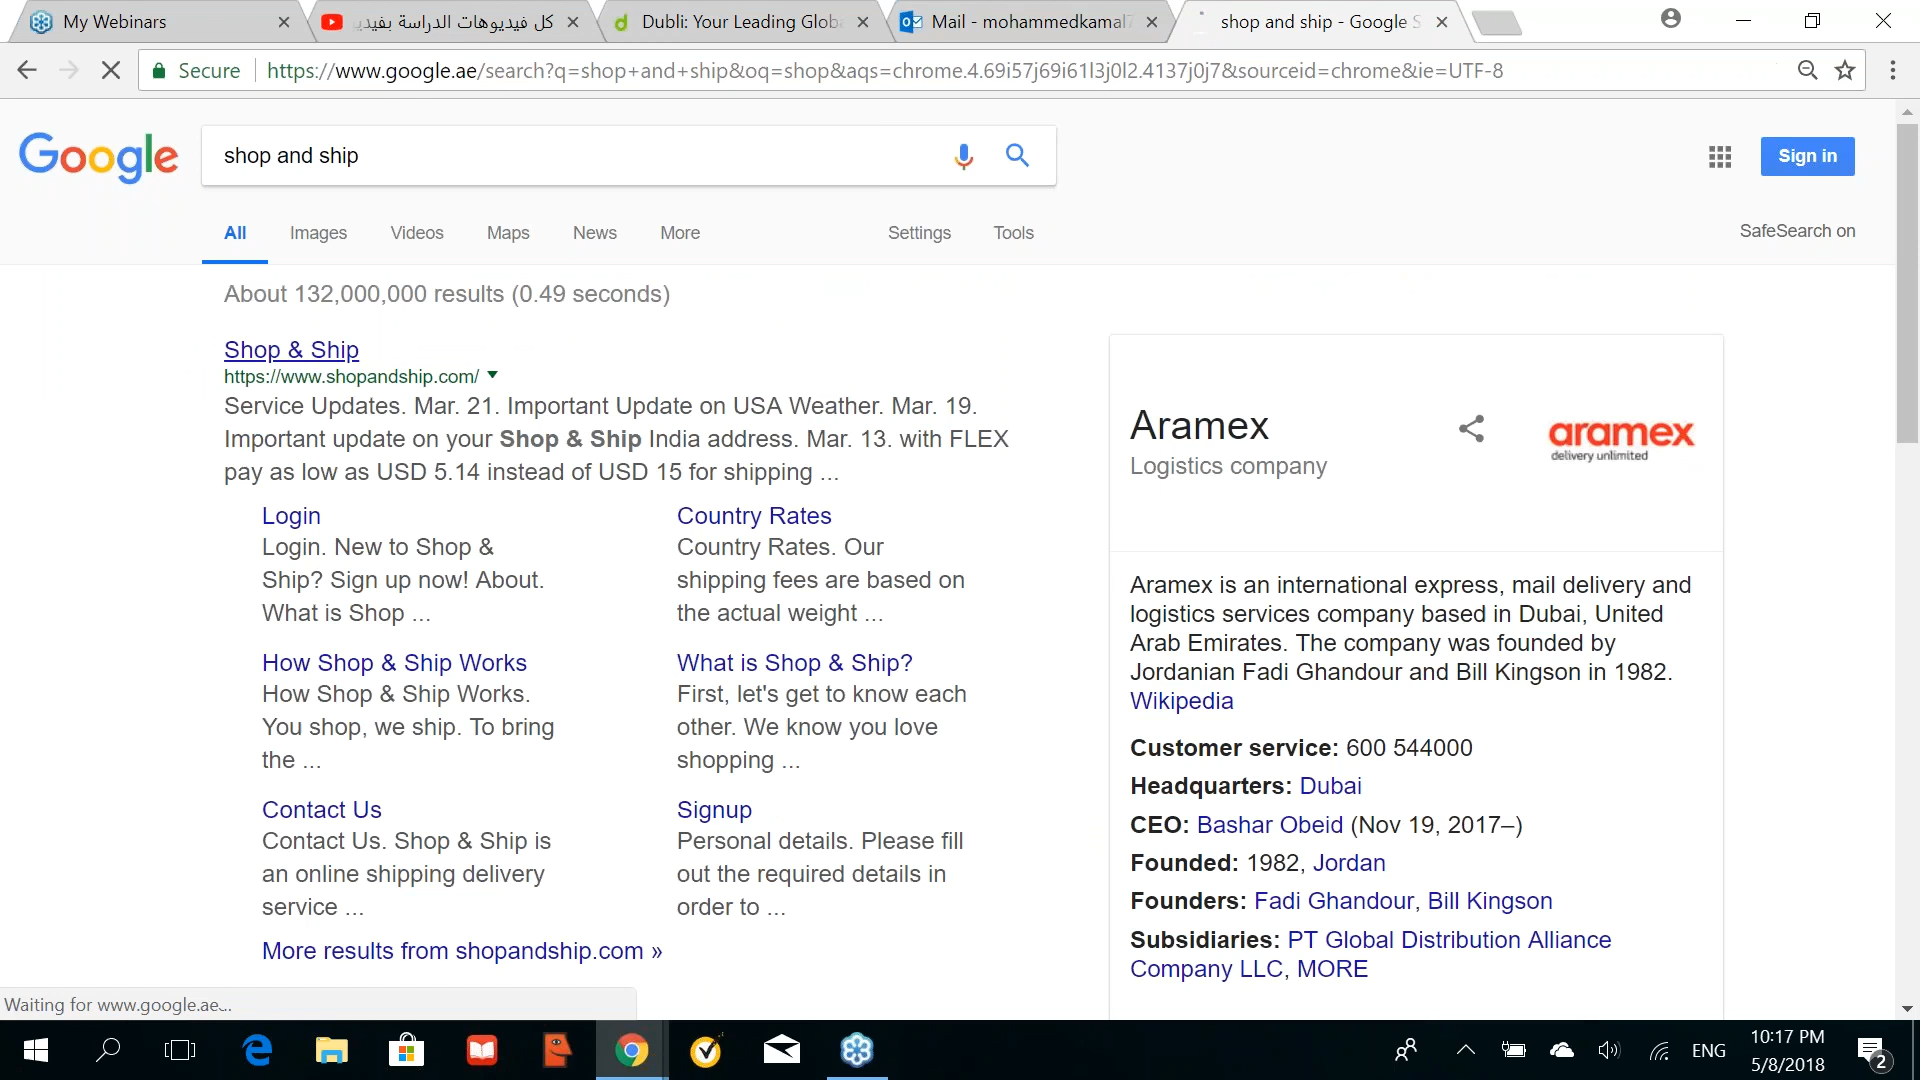 My Webinars
كل فيديوهات الدراسة بفيديو
Dubli: Your Leading Glob
Mail - mohammedkamal7
shop and ship - Google S
Secure
https://www.google.ae/search?q=shop+and+ship&oq=shop&aqs=chrome.4.69i57j69i61l3j0l2.4137j0j7&sourceid=chrome&ie=UTF-8
Google
shop and ship
Sign in
All
Images
Videos
Maps
News
More
Settings
Tools
SafeSearch on
About 132,000,000 results (0.49 seconds)
Shop & Ship
https://www.shopandship.com/
Service Updates. Mar. 21. Important Update on USA Weather. Mar. 19.
Important update on your Shop & Ship India address. Mar. 13. with FLEX
pay as low as USD 5.14 instead of USD 15 for shipping ...
Login
Login. New to Shop &
Ship? Sign up now! About.
What is Shop ...
Country Rates
Country Rates. Our
shipping fees are based on
the actual weight ...
How Shop & Ship Works
How Shop & Ship Works.
You shop, we ship. To bring
the ...
What is Shop & Ship?
First, let's get to know each
other. We know you love
shopping ...
Contact Us
Contact Us. Shop & Ship is
an online shipping delivery
service ...
Signup
Personal details. Please fill
out the required details in
order to ...
More results from shopandship.com »
Aramex
Logistics company
aramex
delivery unlimited
Aramex is an international express, mail delivery and
logistics services company based in Dubai, United
Arab Emirates. The company was founded by
Jordanian Fadi Ghandour and Bill Kingson in 1982.
Wikipedia
Customer service: 600 544000
Headquarters: Dubai
CEO: Bashar Obeid (Nov 19, 2017–)
Founded: 1982, Jordan
Founders: Fadi Ghandour, Bill Kingson
Subsidiaries: PT Global Distribution Alliance
Company LLC, MORE
Waiting for www.google.ae...
ENG
10:17 PM
5/8/2018
2